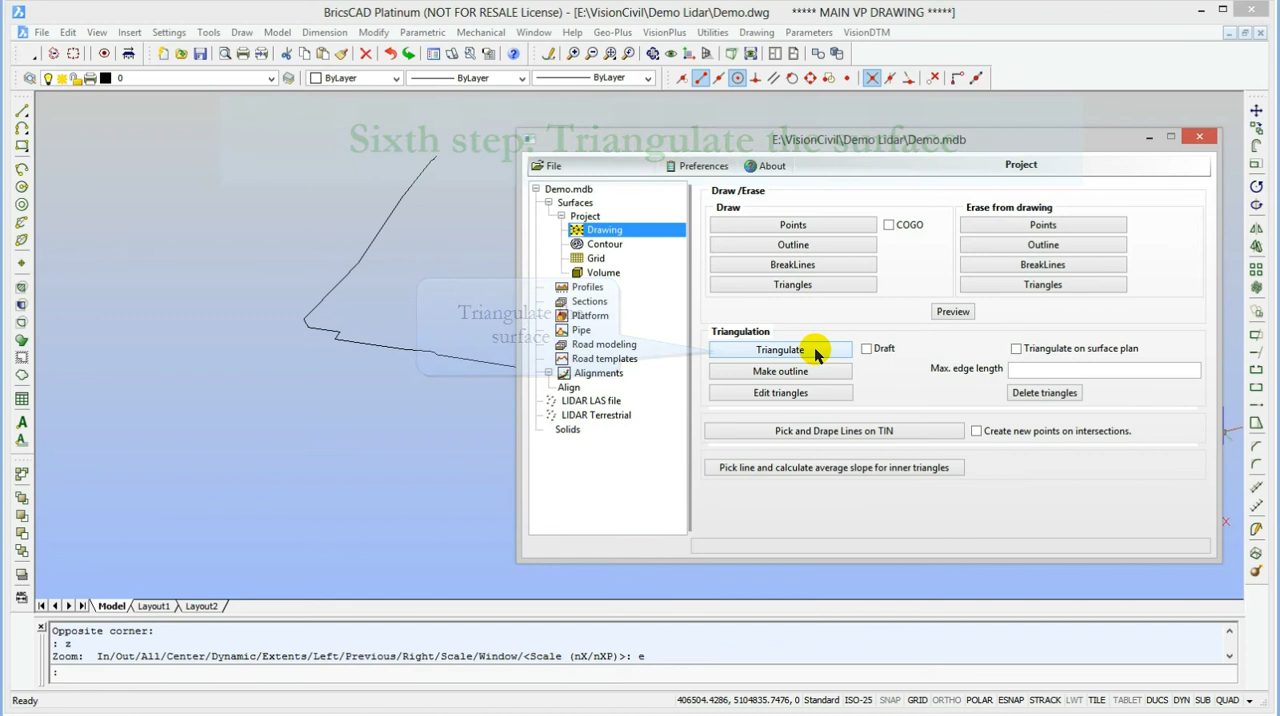 BricsCAD Platinum (NOT FOR RESALE License) - [E:\VisionCivil\Demo Lidar\Demo.dwg ***** MAIN VP DRAWING *****]
File Edit View Insert Settings Tools Draw Model Dimension Modify Parametric Mechanical Window Help Geo-Plus VisionPlus Utilities Drawing Parameters VisionDTM
0 ByLayer ByLayer ByLayer
Sixth step: Triangulate the surface
E:\VisionCivil\Demo Lidar\Demo.mdb
File Preferences About Project
Demo.mdb
Surfaces
Project
Drawing
Contour
Grid
Volume
Profiles
Sections
Platform
Pipe
Road modeling
Road templates
Alignments
Align
LIDAR LAS file
LIDAR Terrestrial
Solids
Triangulate
surface
Draw /Erase
Draw
Points COGO
Outline
BreakLines
Triangles
Erase from drawing
Points
Outline
BreakLines
Triangles
Preview
Triangulation
Triangulate Draft Triangulate on surface plan
Make outline Max. edge length
Edit triangles Delete triangles
Pick and Drape Lines on TIN Create new points on intersections.
Pick line and calculate average slope for inner triangles
Model Layout1 Layout2
Opposite corner:
: z
Zoom: In/Out/All/Center/Dynamic/Extents/Left/Previous/Right/Scale/Window/<Scale (nX/nXP)>: e
:
Ready 406504.4286, 5104835.7476, 0 Standard ISO-25 SNAP GRID ORTHO POLAR ESNAP STRACK LWT TILE TABLET DUCS DYN SUB QUAD